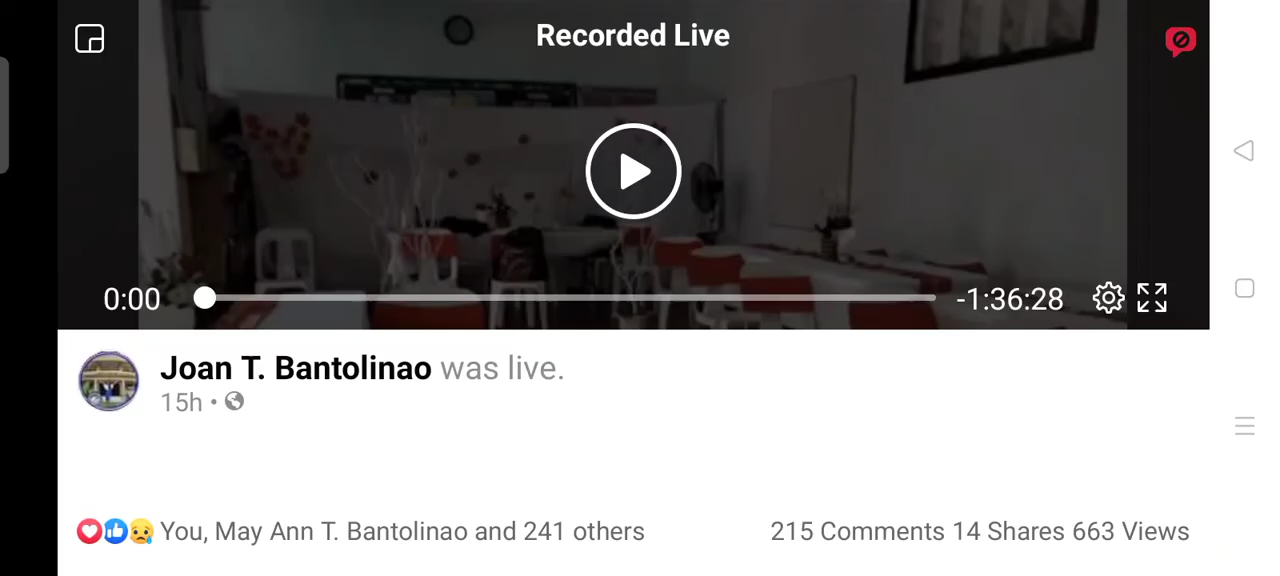 Recorded Live
0:00
-1:36:28
Joan T. Bantolinao was live.
15h •
You, May Ann T. Bantolinao and 241 others
215 Comments 14 Shares 663 Views